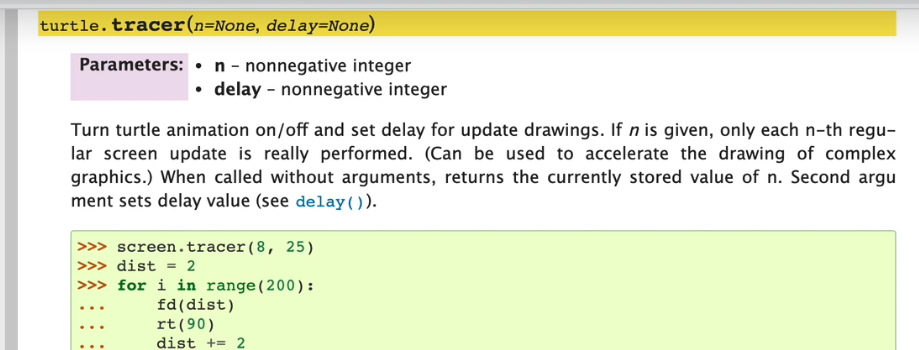 turtle.tracer(n=None, delay=None)
Parameters: • n – nonnegative integer
• delay – nonnegative integer
Turn turtle animation on/off and set delay for update drawings. If n is given, only each n-th regu-
lar screen update is really performed. (Can be used to accelerate the drawing of complex
graphics.) When called without arguments, returns the currently stored value of n. Second argu
ment sets delay value (see delay()).
>>> screen.tracer(8, 25)
>>> dist = 2
>>> for i in range(200):
... fd(dist)
... rt(90)
... dist += 2